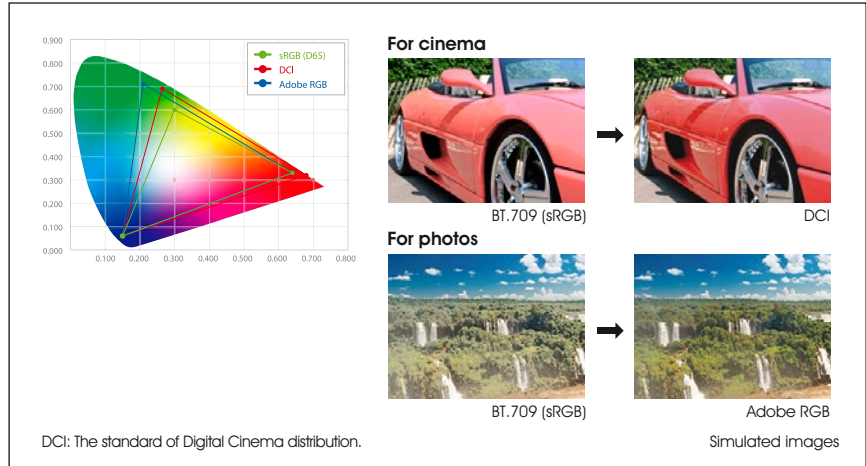 0.900
0.800
0.700
0.600
0.500
0.400
0.300
0.200
0.100
0.000
0.100 0.200 0.300 0.400 0.500 0.600 0.700 0.800
sRGB (D65)
DCI
Adobe RGB
For cinema
BT.709 (sRGB) DCI
For photos
BT.709 (sRGB) Adobe RGB
DCI: The standard of Digital Cinema distribution. Simulated images